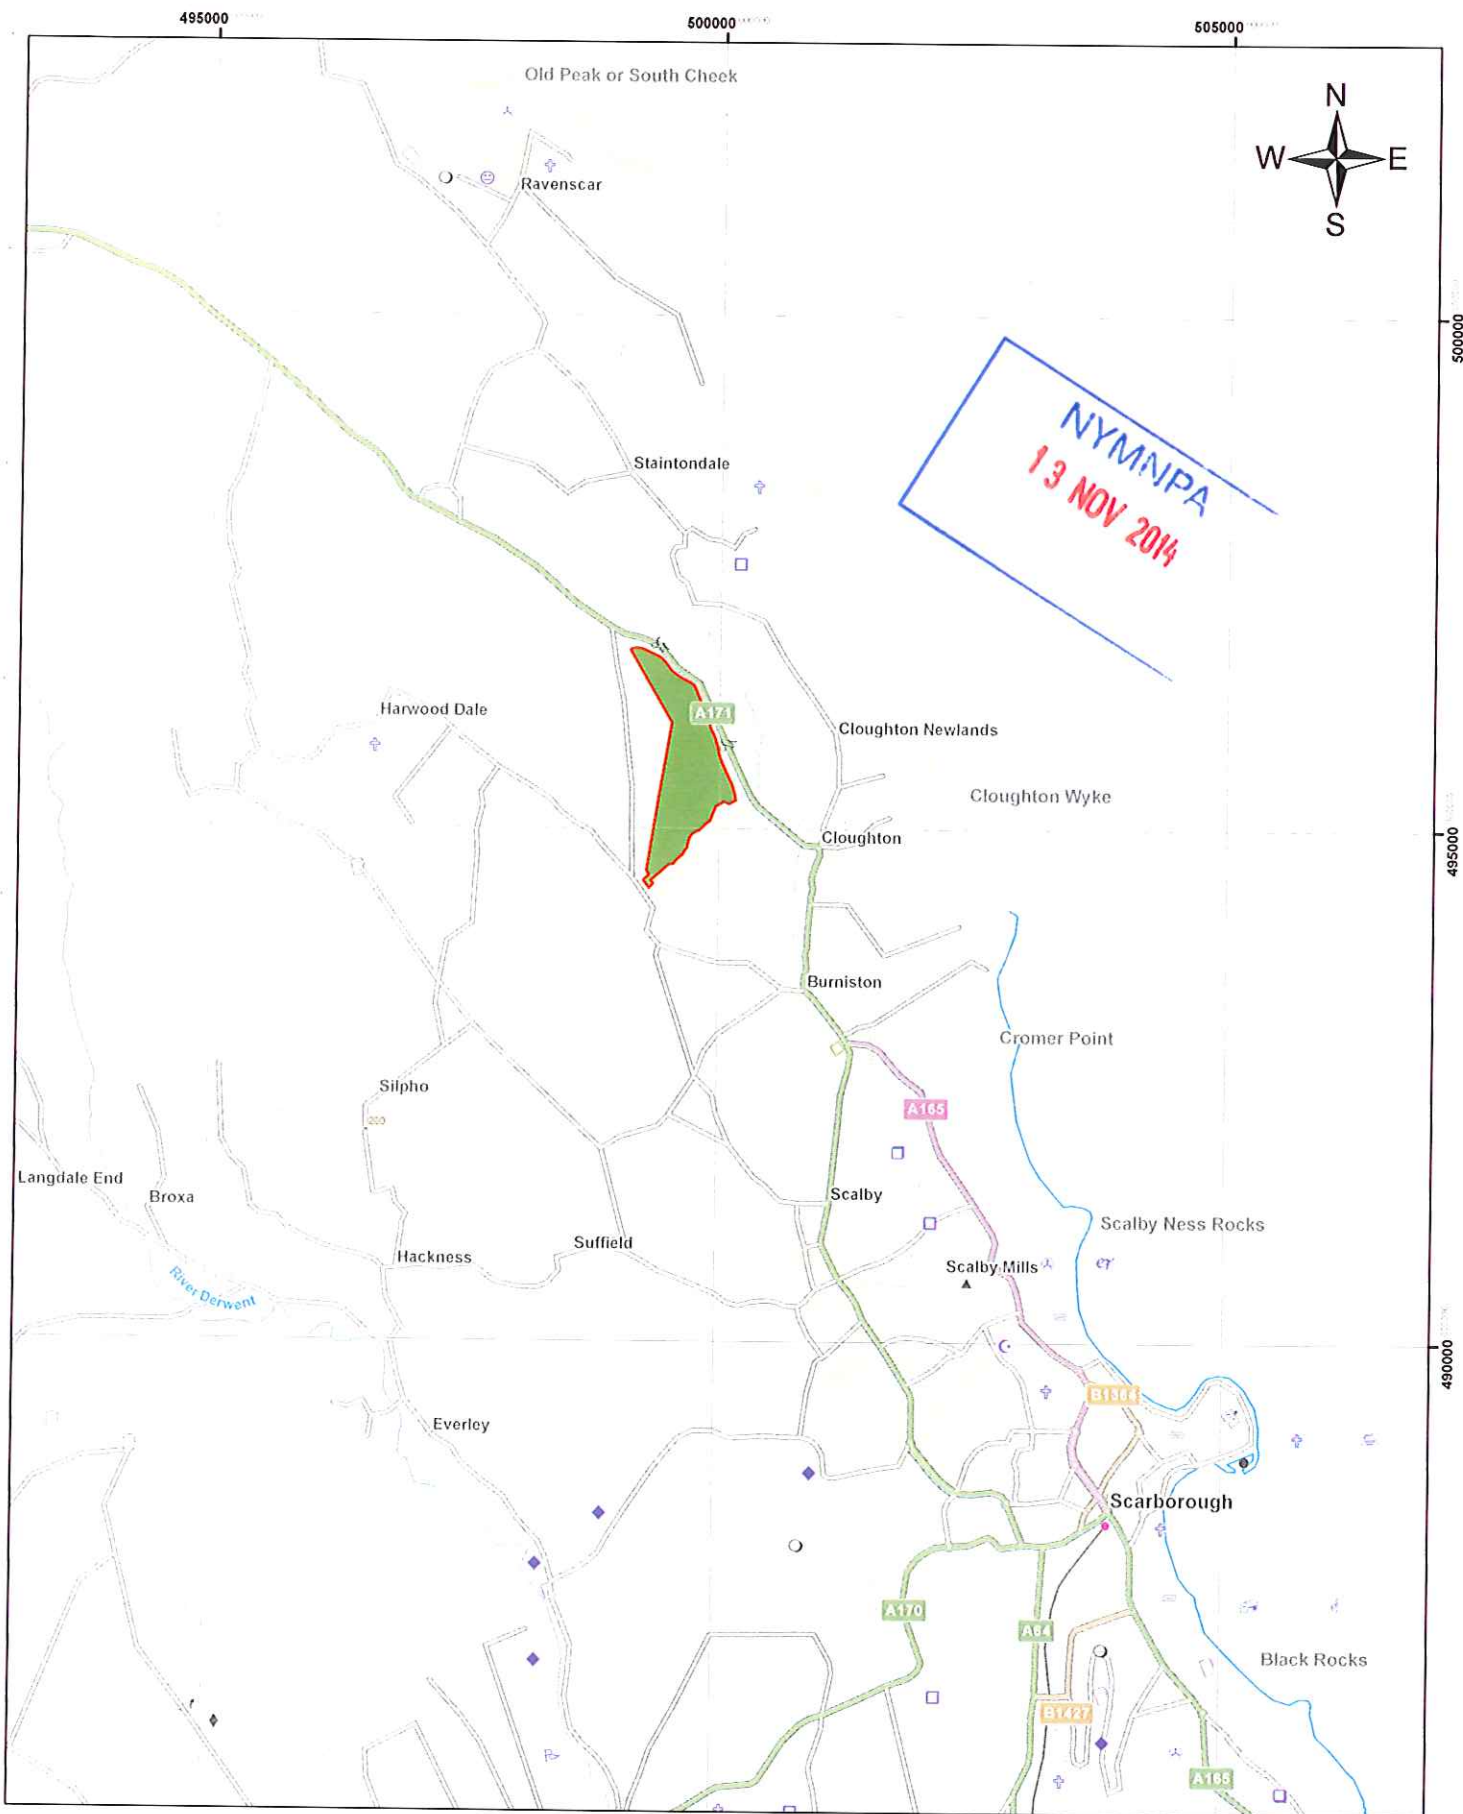 495000
500000
505000
Old Peak or South Cheek
N
W E
S
Ravenscar
500000
NYMNPA
13 NOV 2014
Staintondale
Harwood Dale
A171
Cloughton Newlands
Cloughton Wyke
Cloughton
495000
Burniston
Cromer Point
Silpho
200
A165
Langdale End
Broxa
Scalby
Scalby Ness Rocks
Suffield
Hackness
Scalby Mills
River Derwent
490000
Everley
Scarborough
A170
A64
Black Rocks
B1427
A165